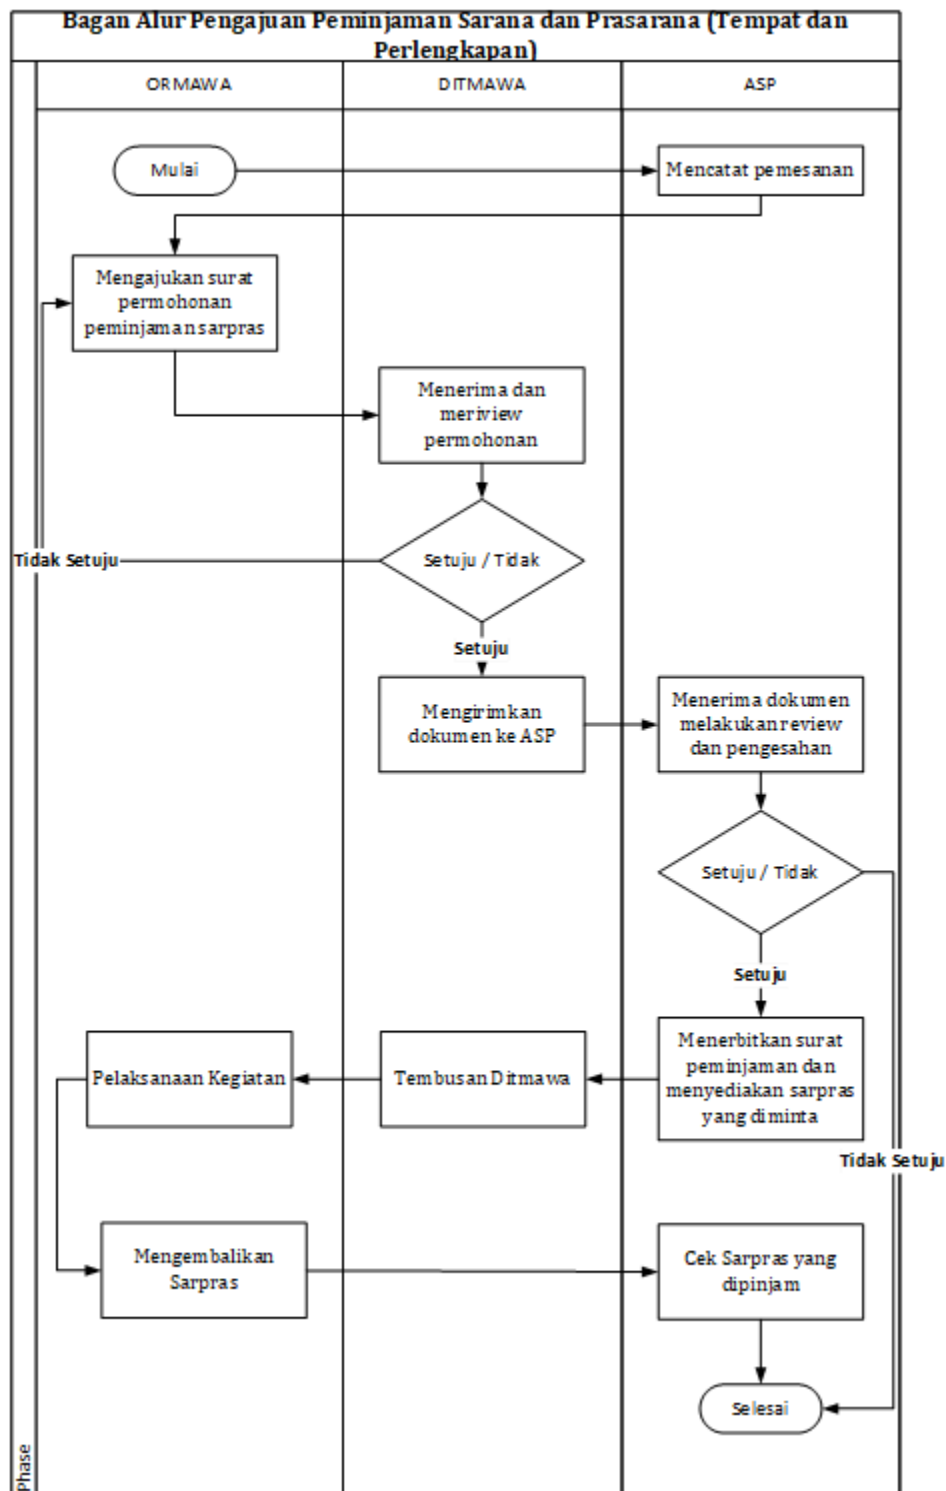 Bagan Alur Pengajuan Peminjaman Sarana dan Prasarana (Tempat dan
Perlengkapan)
ORMAWA
DITMAWA
ASP
Mulai
Mencatat pemesanan
Mengajukan surat
permohonan
peminjaman sarpras
Menerima dan
meriview
permohonan
Setuju / Tidak
Tidak Setuju
Setuju
Mengirimkan
dokumen ke ASP
Menerima dokumen
melakukan review
dan pengesahan
Setuju / Tidak
Setuju
Menerbitkan surat
peminjaman dan
menyediakan sarpras
yang diminta
Tembusan Ditmawa
Pelaksanaan Kegiatan
Tidak Setuju
Mengembalikan
Sarpras
Cek Sarpras yang
dipinjam
Selesai
Phase